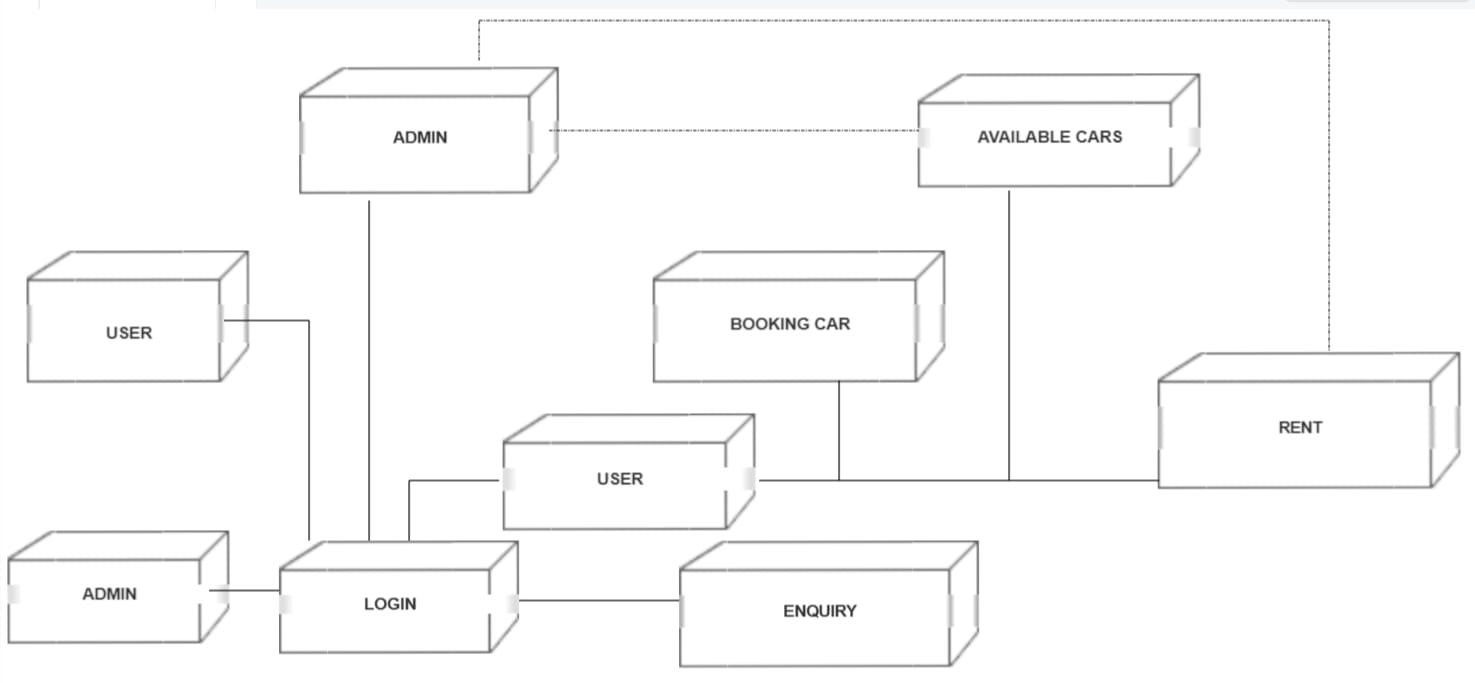 ADMIN
AVAILABLE CARS
USER
BOOKING CAR
RENT
USER
ADMIN
LOGIN
ENQUIRY